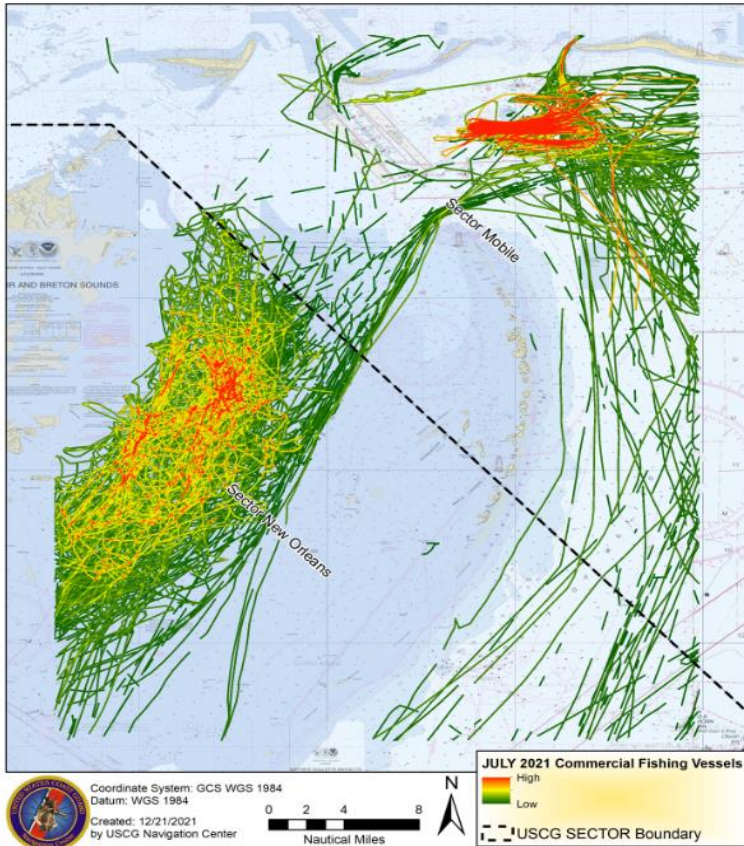 Sector Mobile
IR AND BRETON SOUNDS
Sector New Orleans
Coordinate System: GCS WGS 1984
Datum: WGS 1984
Created: 12/21/2021
by USCG Navigation Center
0 2 4 8
Nautical Miles
N
JULY 2021 Commercial Fishing Vessels
High
Low
USCG SECTOR Boundary